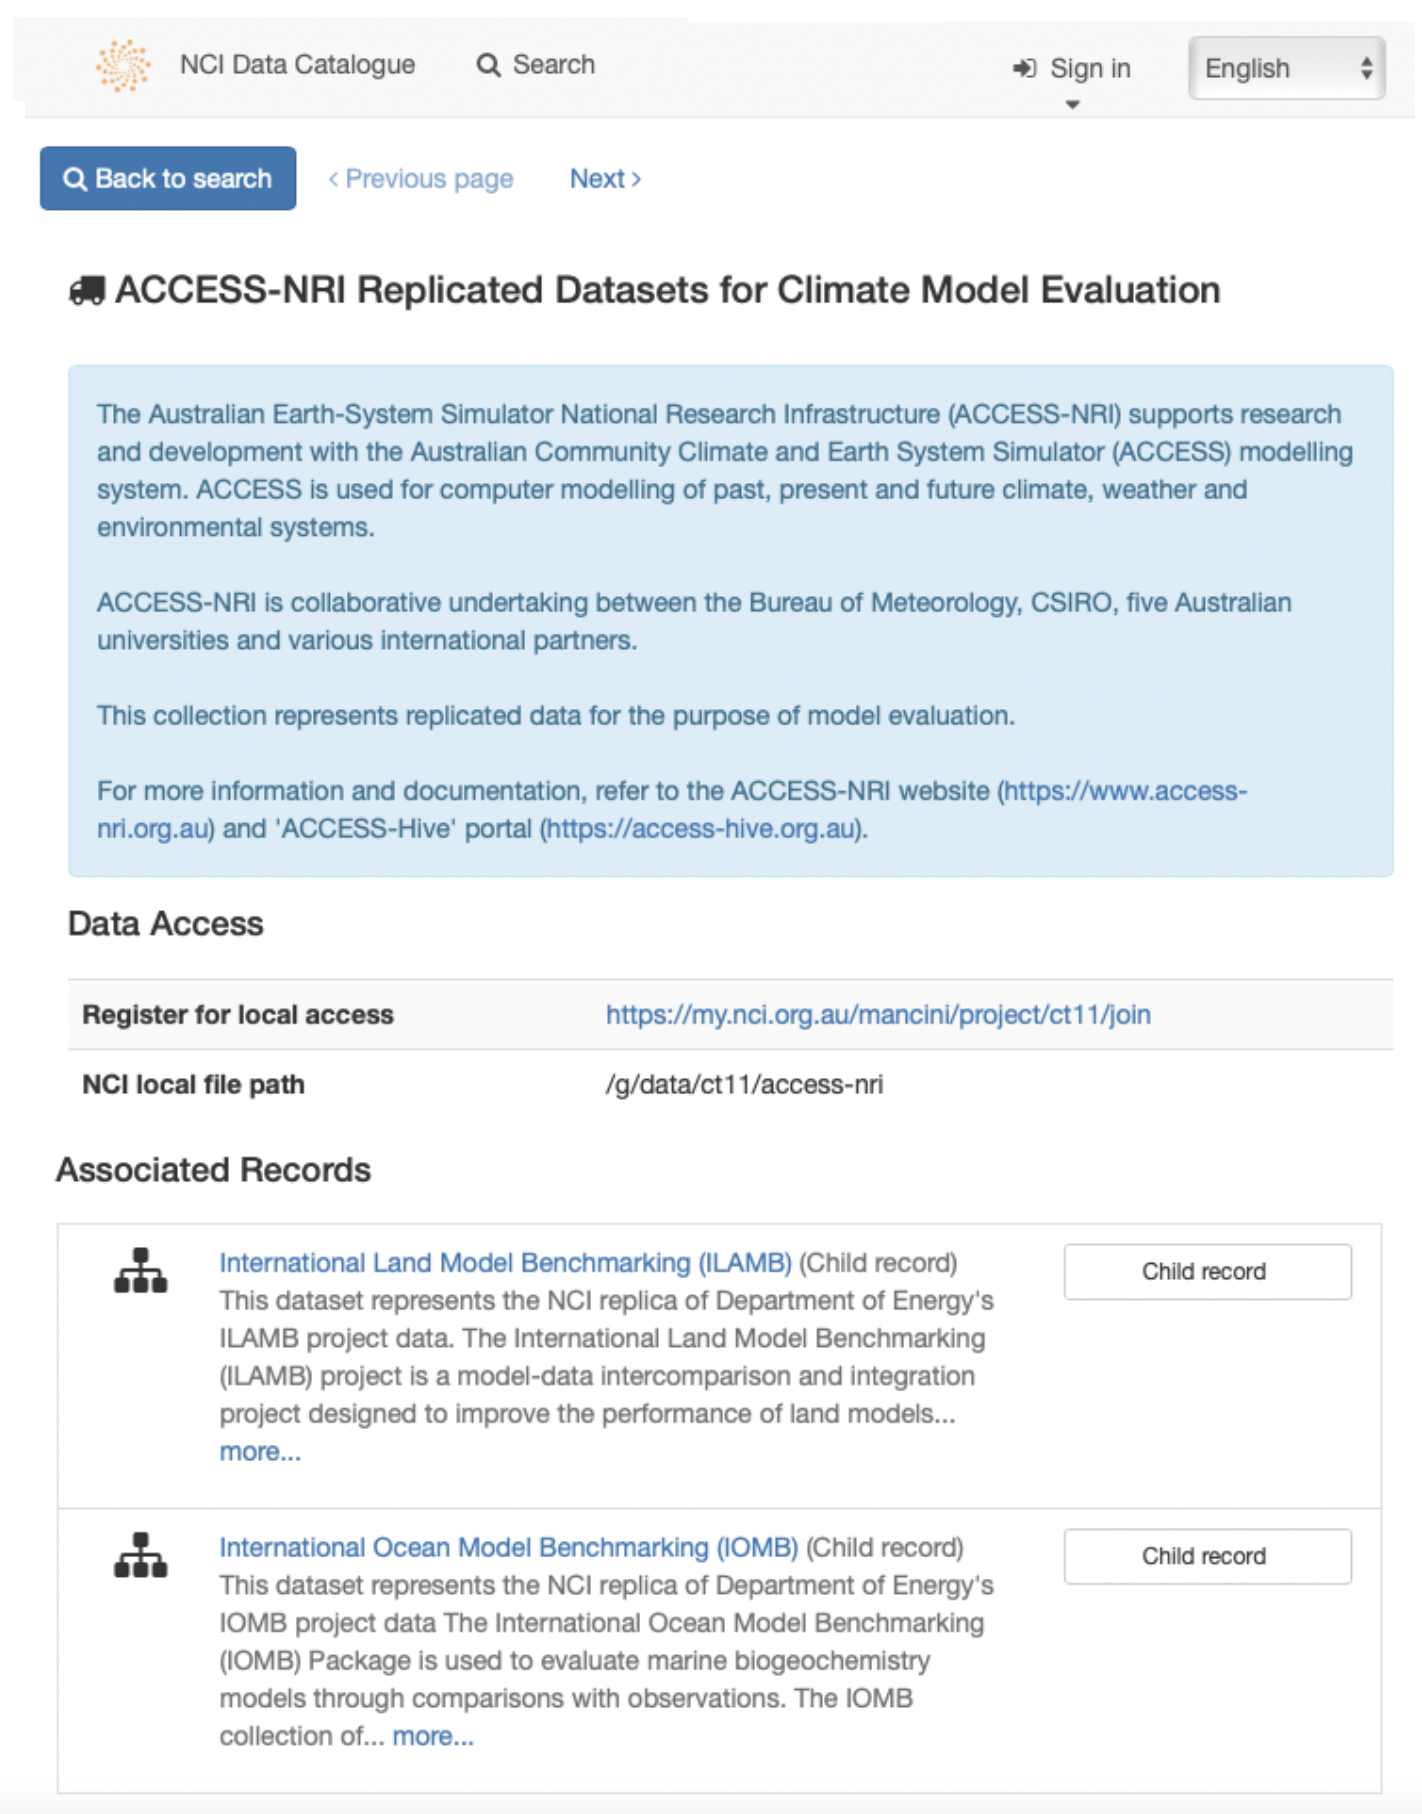 NCI Data Catalogue Search Sign in English
Back to search < Previous page Next >
ACCESS-NRI Replicated Datasets for Climate Model Evaluation
The Australian Earth-System Simulator National Research Infrastructure (ACCESS-NRI) supports research
and development with the Australian Community Climate and Earth System Simulator (ACCESS) modelling
system. ACCESS is used for computer modelling of past, present and future climate, weather and
environmental systems.
ACCESS-NRI is collaborative undertaking between the Bureau of Meteorology, CSIRO, five Australian
universities and various international partners.
This collection represents replicated data for the purpose of model evaluation.
For more information and documentation, refer to the ACCESS-NRI website (https://www.access-
nri.org.au) and 'ACCESS-Hive' portal (https://access-hive.org.au).
Data Access
Register for local access https://my.nci.org.au/mancini/project/ct11/join
NCI local file path /g/data/ct11/access-nri
Associated Records
International Land Model Benchmarking (ILAMB) (Child record) Child record
This dataset represents the NCI replica of Department of Energy's
ILAMB project data. The International Land Model Benchmarking
(ILAMB) project is a model-data intercomparison and integration
project designed to improve the performance of land models...
more...
International Ocean Model Benchmarking (IOMB) (Child record) Child record
This dataset represents the NCI replica of Department of Energy's
IOMB project data The International Ocean Model Benchmarking
(IOMB) Package is used to evaluate marine biogeochemistry
models through comparisons with observations. The IOMB
collection of... more...